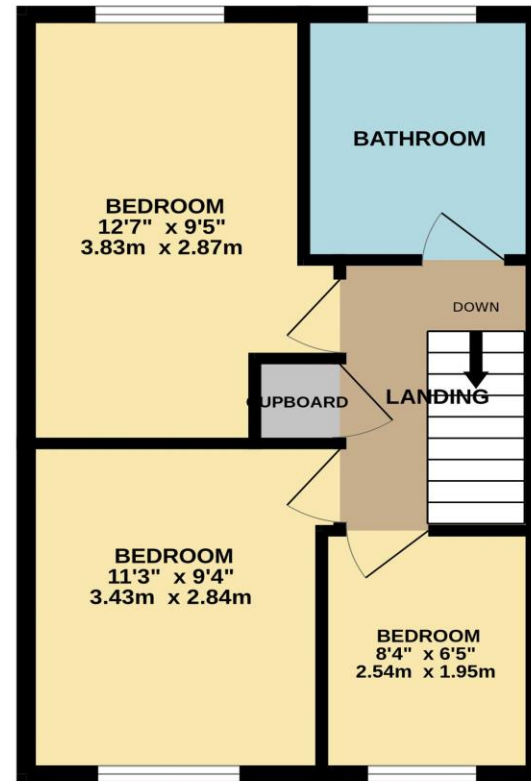 BATHROOM
BEDROOM
12'7" x 9'5"
3.83m x 2.87m
DOWN
CUPBOARD
LANDING
BEDROOM
11'3" x 9'4"
3.43m x 2.84m
BEDROOM
8'4" x 6'5"
2.54m x 1.95m